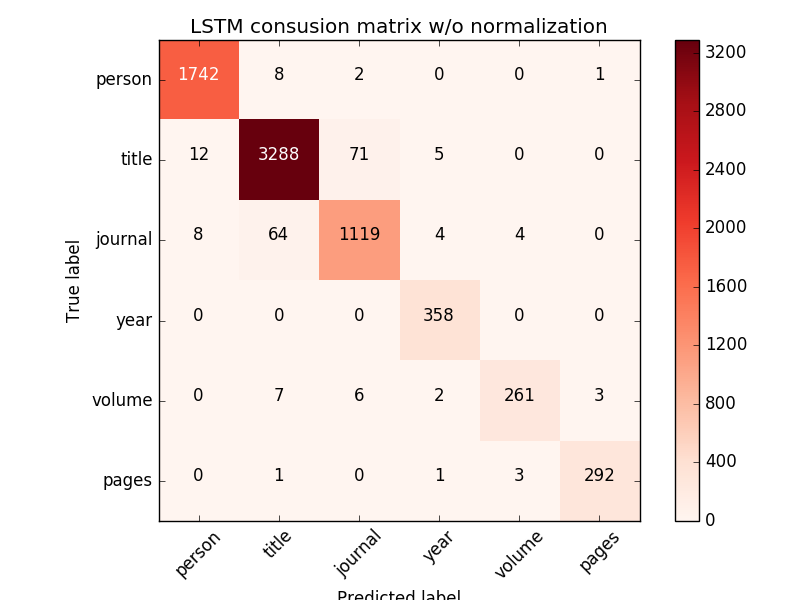 LSTM consusion matrix w/o normalization
person 1742 8 2 0 0 1
title 12 3288 71 5 0 0
journal 8 64 1119 4 4 0
year 0 0 0 358 0 0
volume 0 7 6 2 261 3
pages 0 1 0 1 3 292
person title journal year volume pages
True label
Predicted label
3200
2800
2400
2000
1600
1200
800
400
0